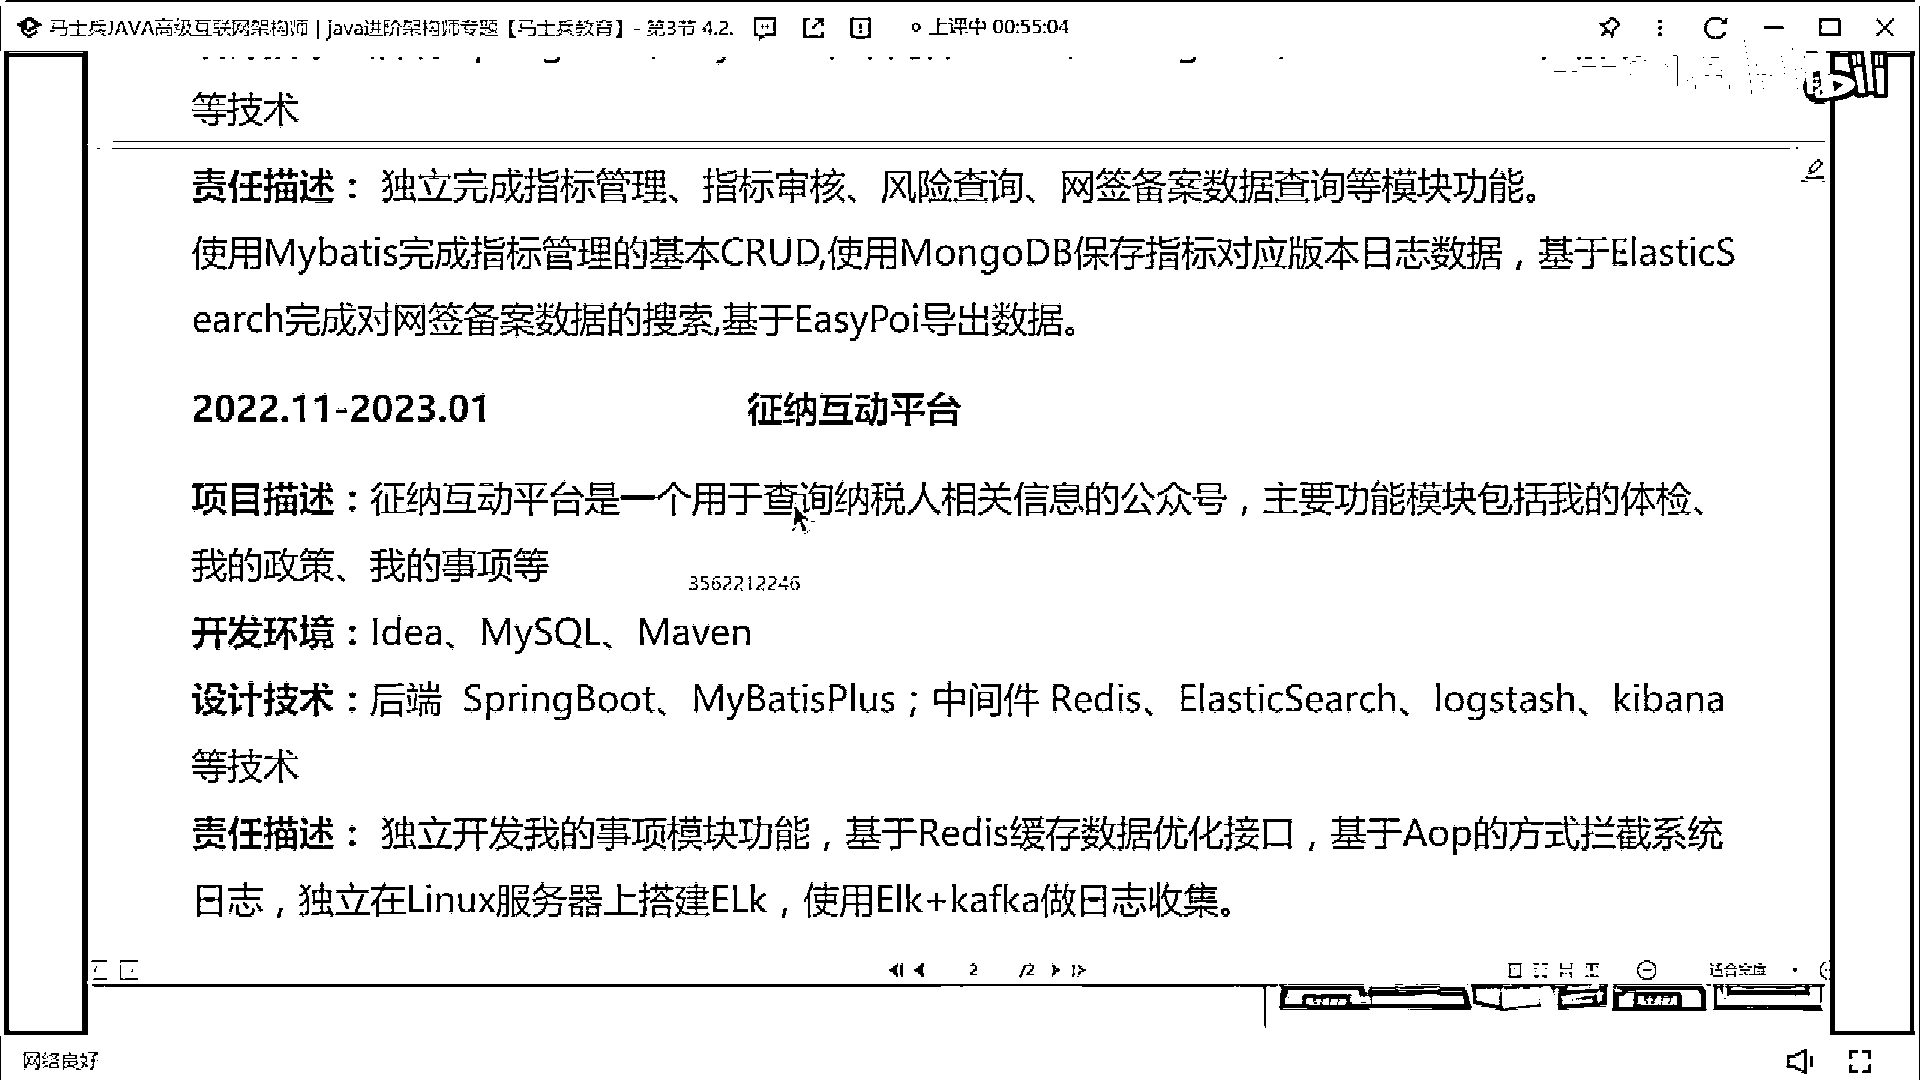 马士兵JAVA高级互联网架构师 | java进阶架构师专题【马士兵教育】- 第3节 4.2. 上课中 00:55:04
等技术
责任描述： 独立完成指标管理、指标审核、风险查询、网签备案数据查询等模块功能。
使用Mybatis完成指标管理的基本CRUD,使用MongoDB保存指标对应版本日志数据，基于ElasticS
earch完成对网签备案数据的搜索,基于EasyPoi导出数据。
2022.11-2023.01 征纳互动平台
项目描述：征纳互动平台是一个用于查询纳税人相关信息的公众号，主要功能模块包括我的体检、
我的政策、我的事项等
3562212246
开发环境：Idea、MySQL、Maven
设计技术：后端 SpringBoot、MyBatisPlus；中间件 Redis、ElasticSearch、logstash、kibana
等技术
责任描述： 独立开发我的事项模块功能，基于Redis缓存数据优化接口，基于Aop的方式拦截系统
日志，独立在Linux服务器上搭建ELk，使用Elk+kafka做日志收集。
2 /2 适合宽度
网络良好